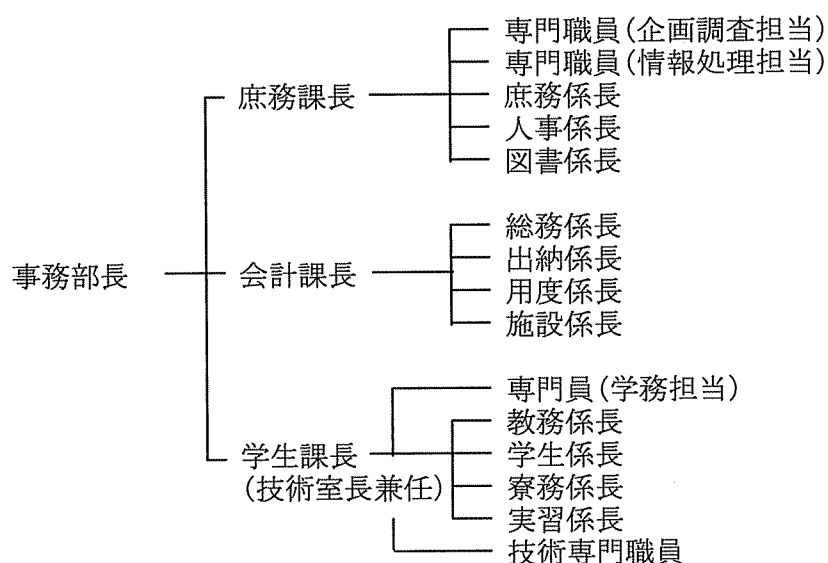 専門職員(企画調査担当)
専門職員(情報処理担当)
庶務課長
庶務係長
人事係長
図書係長
総務係長
出納係長
事務部長
会計課長
用度係長
施設係長
専門員(学務担当)
教務係長
学生課長
学生係長
(技術室長兼任)
寮務係長
実習係長
技術専門職員